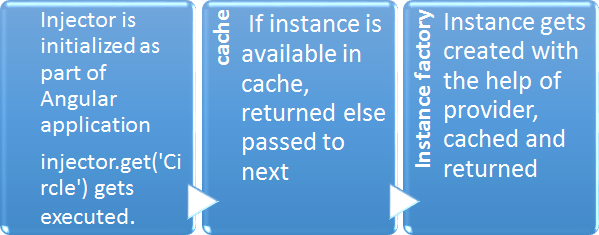 Injector is
initialized as
part of
Angular
application
injector.get('Ci
rcle') gets
executed.
cache
If instance is
available in
cache,
returned else
passed to
next
Instance factory
Instance gets
created with
the help of
provider,
cached and
returned